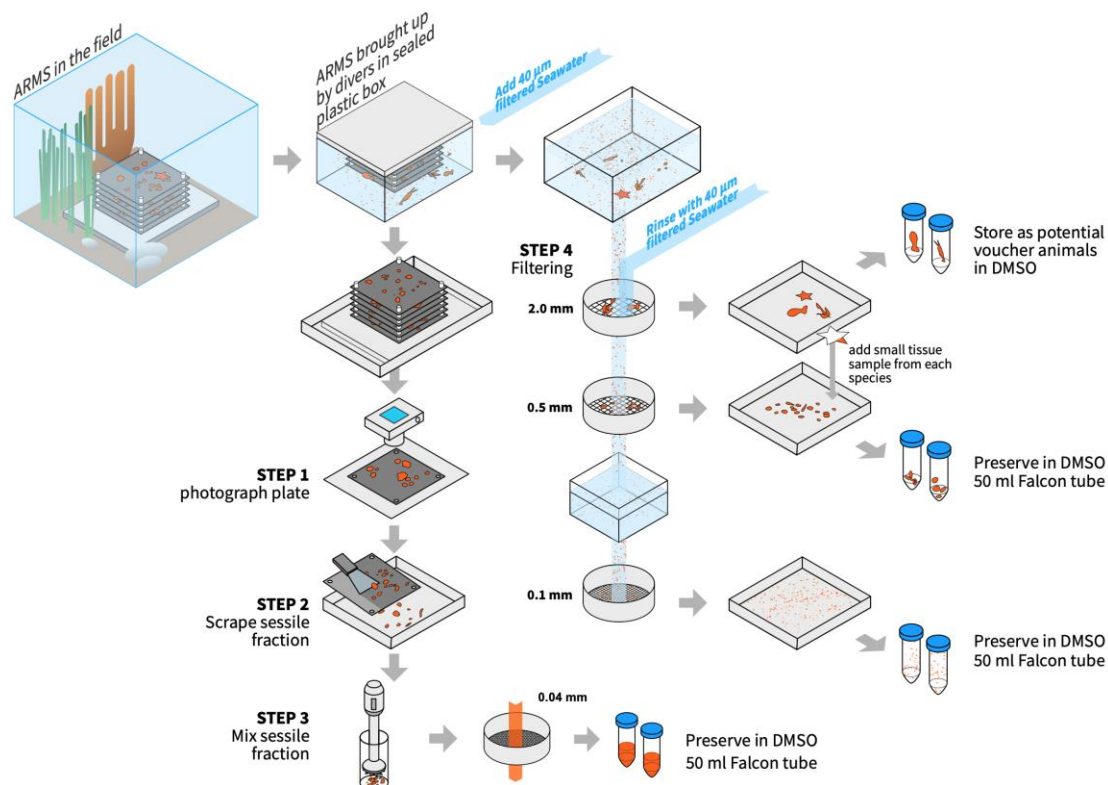 ARMS in the field
ARMS brought up
by divers in sealed
plastic box
Add 40 µm
filtered Seawater
Rinse with 40 µm
filtered Seawater
STEP 4
Filtering
2.0 mm
Store as potential
voucher animals
in DMSO
add small tissue
sample from each
species
0.5 mm
STEP 1
photograph plate
Preserve in DMSO
50 ml Falcon tube
STEP 2
Scrape sessile
fraction
0.1 mm
Preserve in DMSO
50 ml Falcon tube
STEP 3
Mix sessile
fraction
0.04 mm
Preserve in DMSO
50 ml Falcon tube